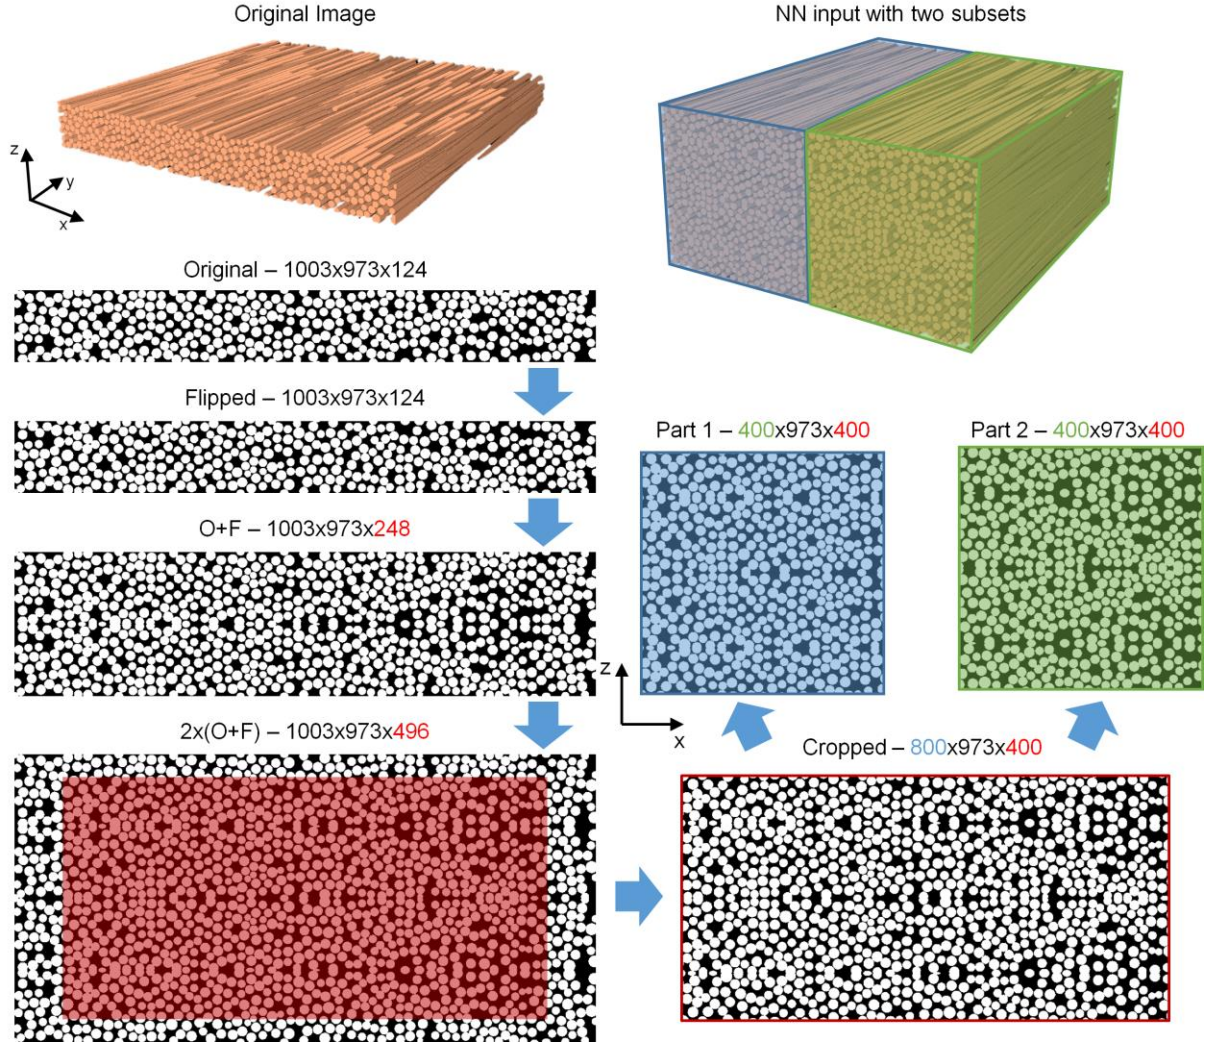 Original Image
NN input with two subsets
z
y
x
Original – 1003x973x124
Flipped – 1003x973x124
Part 1 – 400x973x400
Part 2 – 400x973x400
O+F – 1003x973x248
z
x
2x(O+F) – 1003x973x496
Cropped – 800x973x400